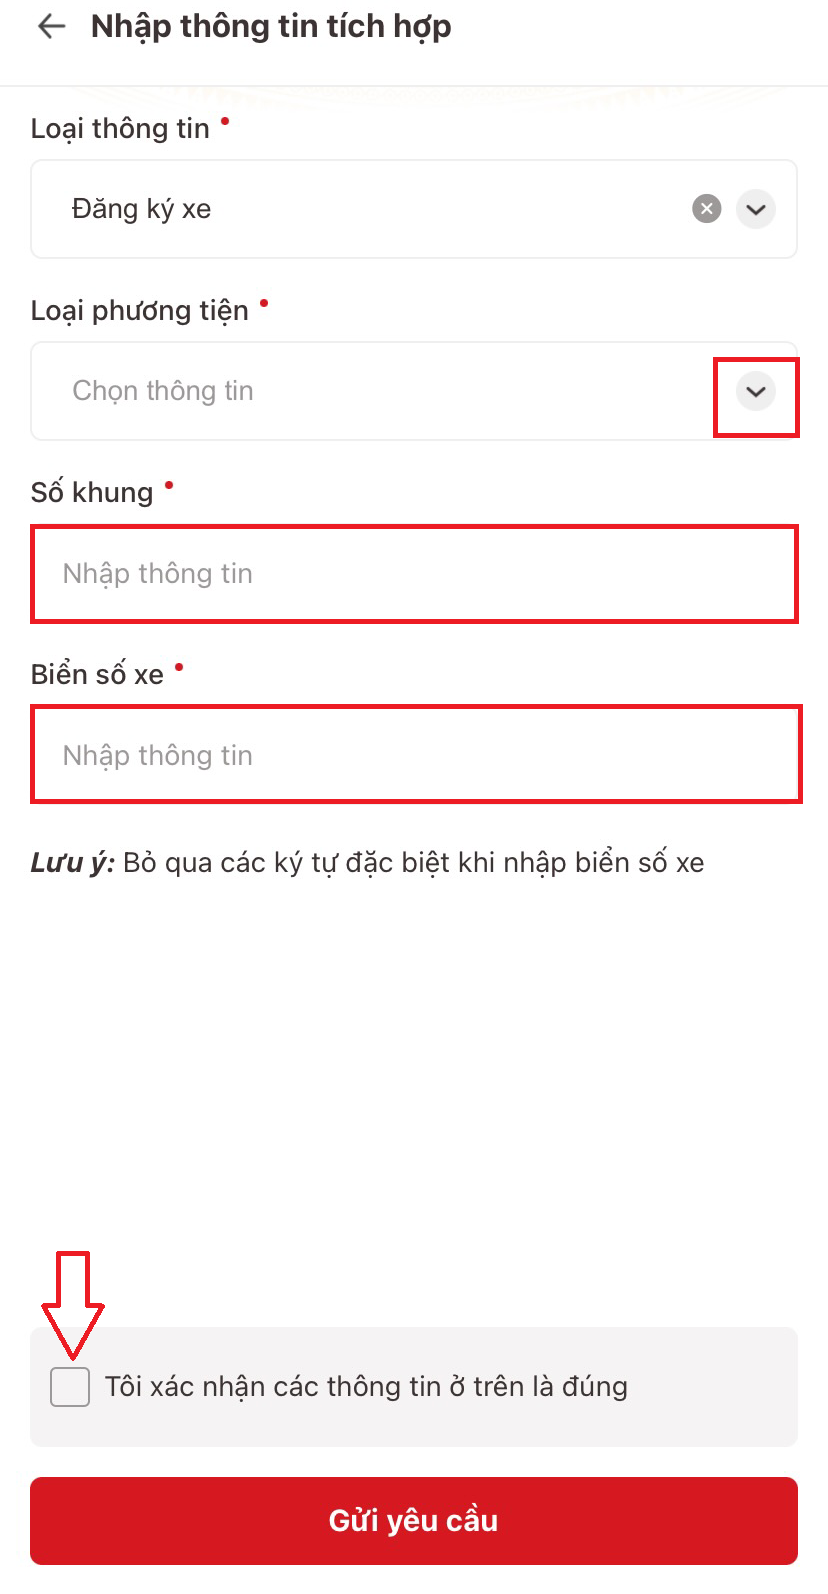 Nhập thông tin tích hợp
Loại thông tin
Đăng ký xe
Loại phương tiện
Chọn thông tin
Số khung
Nhập thông tin
Biển số xe
Nhập thông tin
Lưu ý: Bỏ qua các ký tự đặc biệt khi nhập biển số xe
Tôi xác nhận các thông tin ở trên là đúng
Gửi yêu cầu